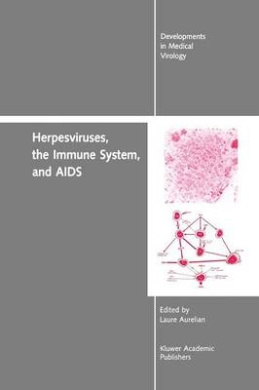 Developments
in Medical
Virology
Herpesviruses,
the Immune System,
and AIDS
Edited by
Laure Aurelian
Kluwer Academic
Publishers